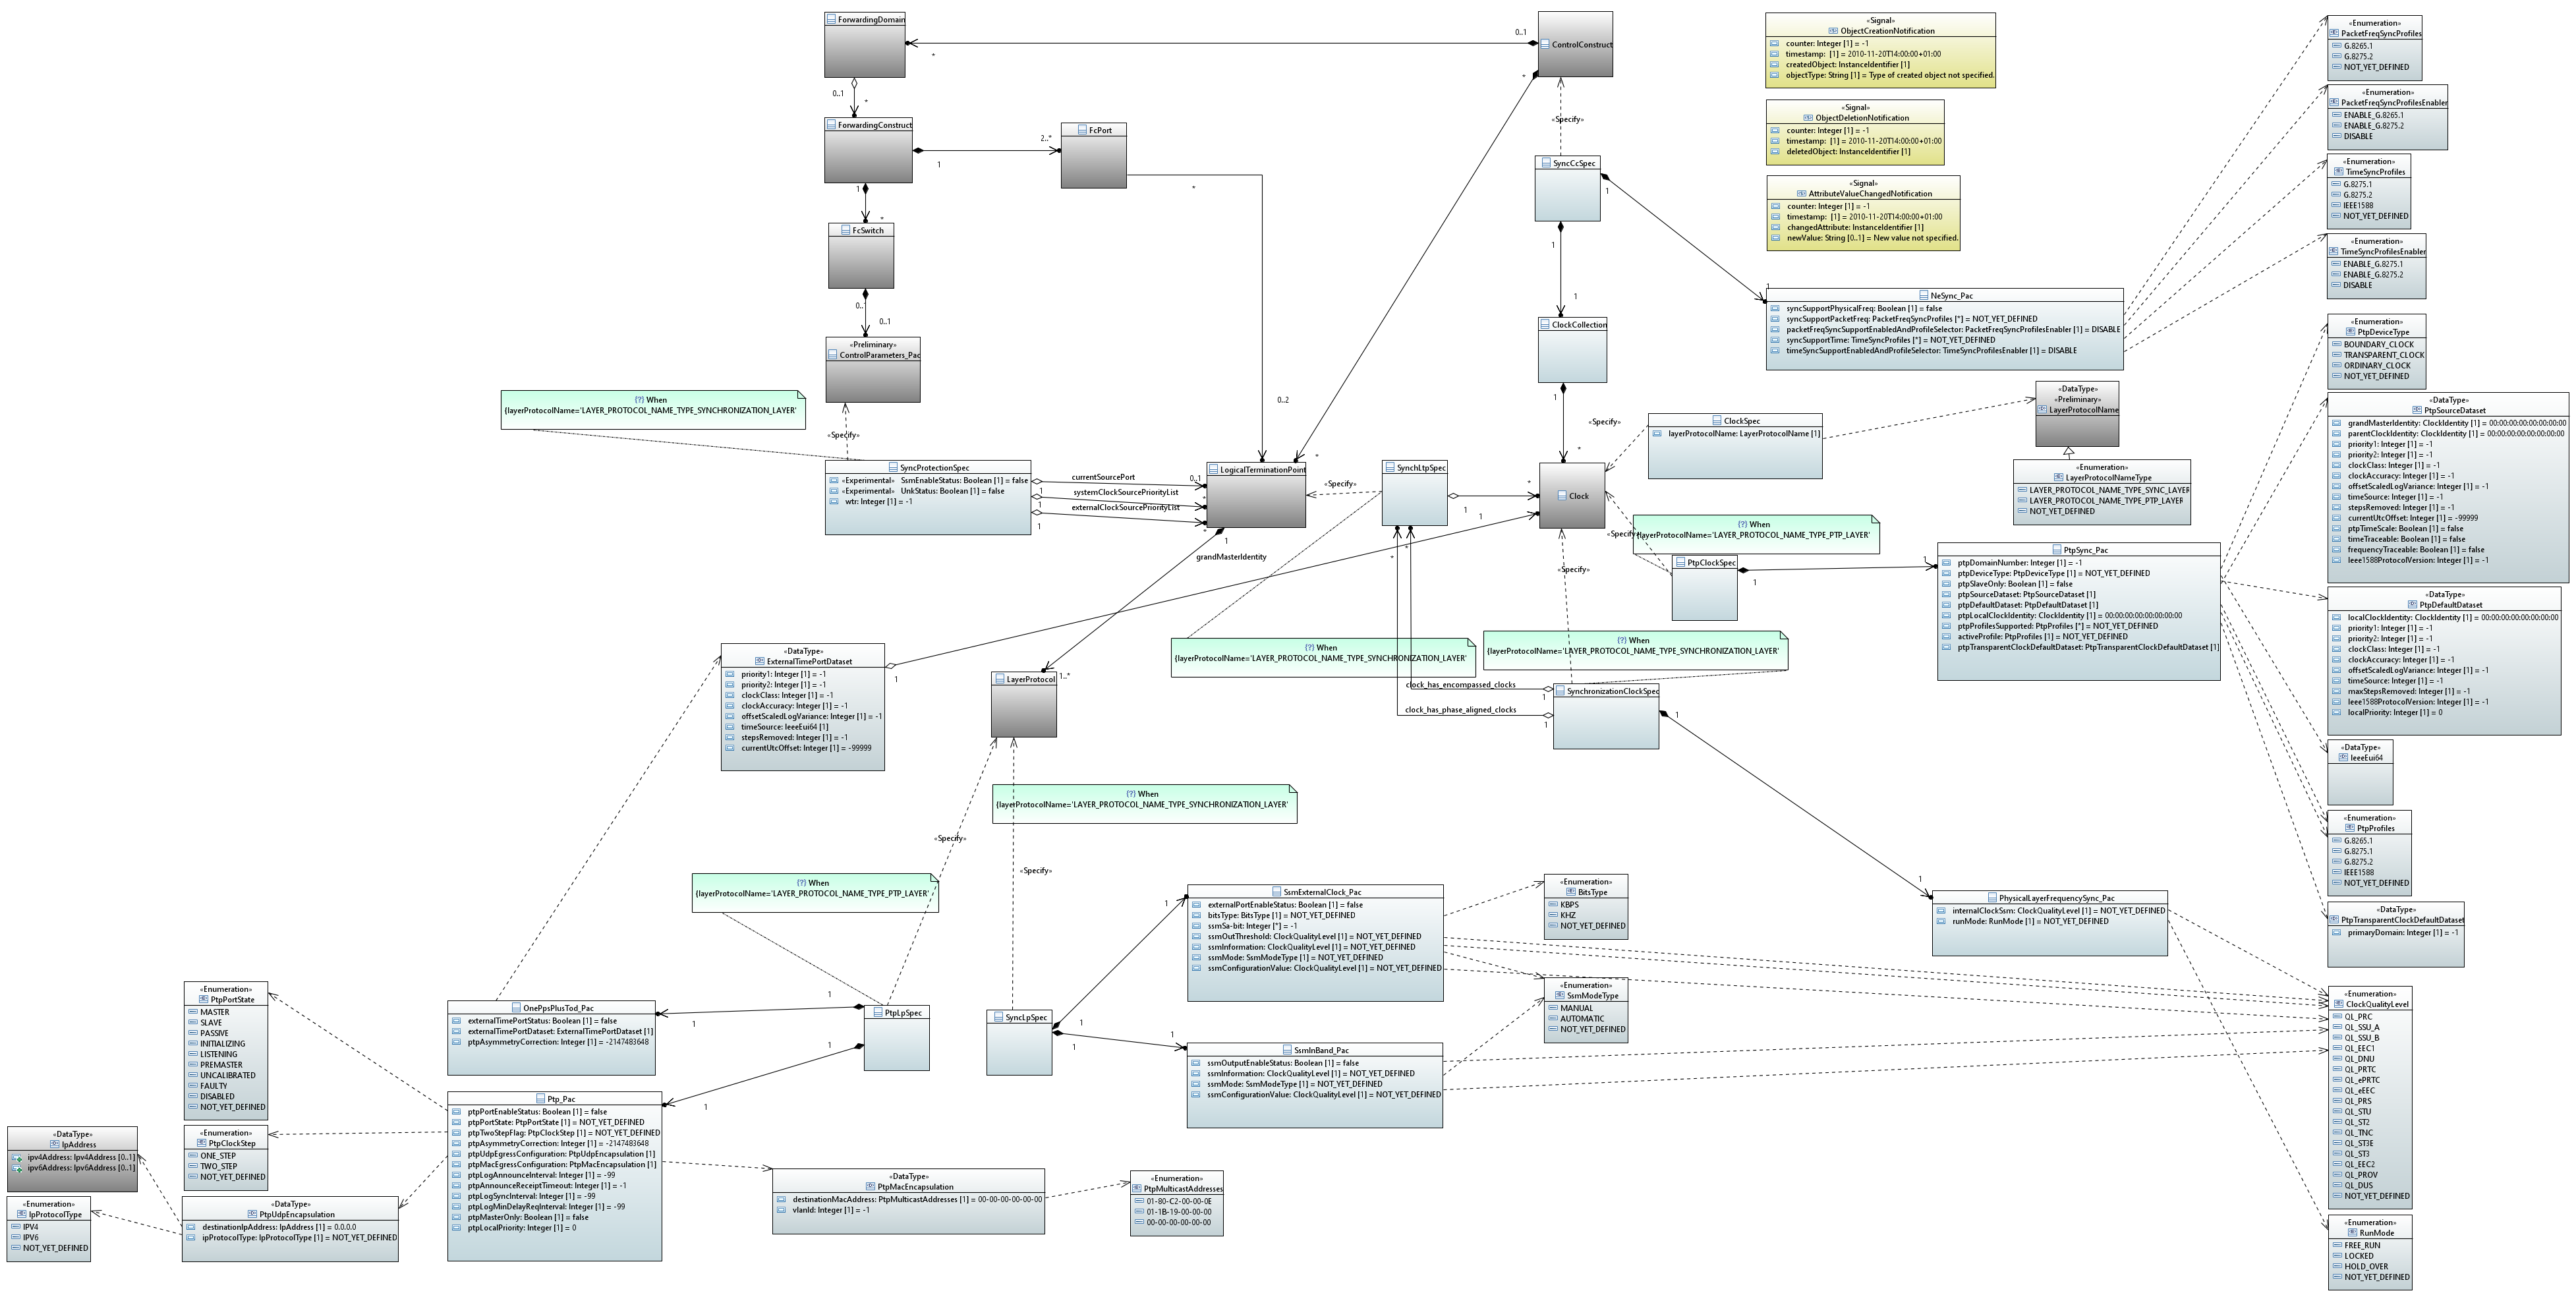 ForwardingDomain
0..1
*
ControlConstruct
0..1
*
*
ForwardingConstruct
1
2..*
FcPort
*
1
*
FcSwitch
0..
0..1
«Preliminary»
ControlParameters_Pac
«Specify»
{?} When
{layerProtocolName='LAYER_PROTOCOL_NAME_TYPE_SYNCHRONIZATION_LAYER'
SyncProtectionSpec
«Experimental» SsmEnableStatus: Boolean [1] = false
«Experimental» UnkStatus: Boolean [1] = false
wtr: Integer [1] = -1
currentSourcePort
0..1
1
systemClockSourcePriorityList
*
1
externalClockSourcePriorityList
*
1
0..2
*
LogicalTerminationPoint
1
grandMasterIdentity
«Specify»
SynchLtpSpec
*
1
1
*
*
«Specify»
SyncCcSpec
1
1
1
1
ClockCollection
1
*
Clock
«Specify»
ClockSpec
layerProtocolName: LayerProtocolName [1]
«Signal»
ObjectCreationNotification
counter: Integer [1] = -1
timestamp: [1] = 2010-11-20T14:00:00+01:00
createdObject: InstanceIdentifier [1]
objectType: String [1] = Type of created object not specified.
«Signal»
ObjectDeletionNotification
counter: Integer [1] = -1
timestamp: [1] = 2010-11-20T14:00:00+01:00
deletedObject: InstanceIdentifier [1]
«Signal»
AttributeValueChangedNotification
counter: Integer [1] = -1
timestamp: [1] = 2010-11-20T14:00:00+01:00
changedAttribute: InstanceIdentifier [1]
newValue: String [0..1] = New value not specified.
NeSync_Pac
syncSupportPhysicalFreq: Boolean [1] = false
syncSupportPacketFreq: PacketFreqSyncProfiles [*] = NOT_YET_DEFINED
packetFreqSyncSupportEnabledAndProfileSelector: PacketFreqSyncProfilesEnabler [1] = DISABLE
syncSupportTime: TimeSyncProfiles [*] = NOT_YET_DEFINED
timeSyncSupportEnabledAndProfileSelector: TimeSyncProfilesEnabler [1] = DISABLE
«Enumeration»
PacketFreqSyncProfiles
G.8265.1
G.8275.2
NOT_YET_DEFINED
«Enumeration»
PacketFreqSyncProfilesEnabler
ENABLE_G.8265.1
ENABLE_G.8275.2
DISABLE
«Enumeration»
TimeSyncProfiles
G.8275.1
G.8275.2
IEEE1588
NOT_YET_DEFINED
«Enumeration»
TimeSyncProfilesEnabler
ENABLE_G.8275.1
ENABLE_G.8275.2
DISABLE
«Enumeration»
PtpDeviceType
BOUNDARY_CLOCK
TRANSPARENT_CLOCK
ORDINARY_CLOCK
NOT_YET_DEFINED
«DataType»
«Preliminary»
LayerProtocolName
«Enumeration»
LayerProtocolNameType
LAYER_PROTOCOL_NAME_TYPE_SYNC_LAYER
LAYER_PROTOCOL_NAME_TYPE_PTP_LAYER
NOT_YET_DEFINED
«DataType»
PtpSourceDataset
grandMasterIdentity: ClockIdentity [1] = 00:00:00:00:00:00:00:00
parentClockIdentity: ClockIdentity [1] = 00:00:00:00:00:00:00:00
priority1: Integer [1] = -1
priority2: Integer [1] = -1
clockClass: Integer [1] = -1
clockAccuracy: Integer [1] = -1
offsetScaledLogVariance: Integer [1] = -1
timeSource: Integer [1] = -1
stepsRemoved: Integer [1] = -1
currentUtcOffset: Integer [1] = -99999
ptpTimeScale: Boolean [1] = false
timeTraceable: Boolean [1] = false
frequencyTraceable: Boolean [1] = false
Ieee1588ProtocolVersion: Integer [1] = -1
{?} When
{layerProtocolName='LAYER_PROTOCOL_NAME_TYPE_PTP_LAYER'
«Specify»
PtpClockSpec
1
1
PtpSync_Pac
ptpDomainNumber: Integer [1] = -1
ptpDeviceType: PtpDeviceType [1] = NOT_YET_DEFINED
ptpSlaveOnly: Boolean [1] = false
ptpSourceDataset: PtpSourceDataset [1]
ptpDefaultDataset: PtpDefaultDataset [1]
ptpLocalClockIdentity: ClockIdentity [1] = 00:00:00:00:00:00:00:00
ptpProfilesSupported: PtpProfiles [*] = NOT_YET_DEFINED
activeProfile: PtpProfiles [1] = NOT_YET_DEFINED
ptpTransparentClockDefaultDataset: PtpTransparentClockDefaultDataset [1]
«DataType»
PtpDefaultDataset
localClockIdentity: ClockIdentity [1] = 00:00:00:00:00:00:00:00
priority1: Integer [1] = -1
priority2: Integer [1] = -1
clockClass: Integer [1] = -1
clockAccuracy: Integer [1] = -1
offsetScaledLogVariance: Integer [1] = -1
timeSource: Integer [1] = -1
maxStepsRemoved: Integer [1] = -1
Ieee1588ProtocolVersion: Integer [1] = -1
localPriority: Integer [1] = 0
«Specify»
{?} When
{layerProtocolName='LAYER_PROTOCOL_NAME_TYPE_SYNCHRONIZATION_LAYER'
{?} When
{layerProtocolName='LAYER_PROTOCOL_NAME_TYPE_SYNCHRONIZATION_LAYER'
clock_has_encompassed_clocks
1
clock_has_phase_aligned_clocks
1
SynchronizationClockSpec
1
1
«DataType»
ExternalTimePortDataset
priority1: Integer [1] = -1
priority2: Integer [1] = -1
clockClass: Integer [1] = -1
clockAccuracy: Integer [1] = -1
offsetScaledLogVariance: Integer [1] = -1
timeSource: IeeeEui64 [1]
stepsRemoved: Integer [1] = -1
currentUtcOffset: Integer [1] = -99999
1
LayerProtocol
1..*
«DataType»
IeeeEui64
«Enumeration»
PtpProfiles
G.8265.1
G.8275.1
G.8275.2
IEEE1588
NOT_YET_DEFINED
«DataType»
PtpTransparentClockDefaultDataset
primaryDomain: Integer [1] = -1
{?} When
{layerProtocolName='LAYER_PROTOCOL_NAME_TYPE_SYNCHRONIZATION_LAYER'
«Specify»
«Specify»
{?} When
{layerProtocolName='LAYER_PROTOCOL_NAME_TYPE_PTP_LAYER'
SsmExternalClock_Pac
externalPortEnableStatus: Boolean [1] = false
bitsType: BitsType [1] = NOT_YET_DEFINED
ssmSa-bit: Integer [*] = -1
ssmOutThreshold: ClockQualityLevel [1] = NOT_YET_DEFINED
ssmInformation: ClockQualityLevel [1] = NOT_YET_DEFINED
ssmMode: SsmModeType [1] = NOT_YET_DEFINED
ssmConfigurationValue: ClockQualityLevel [1] = NOT_YET_DEFINED
«Enumeration»
BitsType
KBPS
KHZ
NOT_YET_DEFINED
PhysicalLayerFrequencySync_Pac
internalClockSsm: ClockQualityLevel [1] = NOT_YET_DEFINED
runMode: RunMode [1] = NOT_YET_DEFINED
«Enumeration»
SsmModeType
MANUAL
AUTOMATIC
NOT_YET_DEFINED
«Enumeration»
ClockQualityLevel
QL_PRC
QL_SSU_A
QL_SSU_B
QL_EEC1
QL_DNU
QL_PRTC
QL_ePRTC
QL_eEEC
QL_PRS
QL_STU
QL_ST2
QL_TNC
QL_ST3E
QL_ST3
QL_EEC2
QL_PROV
QL_DUS
NOT_YET_DEFINED
1
1
SyncLpSpec
1
1
SsmInBand_Pac
ssmOutputEnableStatus: Boolean [1] = false
ssmInformation: ClockQualityLevel [1] = NOT_YET_DEFINED
ssmMode: SsmModeType [1] = NOT_YET_DEFINED
ssmConfigurationValue: ClockQualityLevel [1] = NOT_YET_DEFINED
PtpLpSpec
1
1
1
1
OnePpsPlusTod_Pac
externalTimePortStatus: Boolean [1] = false
externalTimePortDataset: ExternalTimePortDataset [1]
ptpAsymmetryCorrection: Integer [1] = -2147483648
«Enumeration»
PtpPortState
MASTER
SLAVE
PASSIVE
INITIALIZING
LISTENING
PREMASTER
UNCALIBRATED
FAULTY
DISABLED
NOT_YET_DEFINED
Ptp_Pac
ptpPortEnableStatus: Boolean [1] = false
ptpPortState: PtpPortState [1] = NOT_YET_DEFINED
ptpTwoStepFlag: PtpClockStep [1] = NOT_YET_DEFINED
ptpAsymmetryCorrection: Integer [1] = -2147483648
ptpUdpEgressConfiguration: PtpUdpEncapsulation [1]
ptpMacEgressConfiguration: PtpMacEncapsulation [1]
ptpLogAnnounceInterval: Integer [1] = -99
ptpAnnounceReceiptTimeout: Integer [1] = -1
ptpLogSyncInterval: Integer [1] = -99
ptpLogMinDelayReqInterval: Integer [1] = -99
ptpMasterOnly: Boolean [1] = false
ptpLocalPriority: Integer [1] = 0
«Enumeration»
PtpClockStep
ONE_STEP
TWO_STEP
NOT_YET_DEFINED
«DataType»
IpAddress
ipv4Address: Ipv4Address [0..1]
ipv6Address: Ipv6Address [0..1]
«Enumeration»
IpProtocolType
IPV4
IPV6
NOT_YET_DEFINED
«DataType»
PtpUdpEncapsulation
destinationIpAddress: IpAddress [1] = 0.0.0.0
ipProtocolType: IpProtocolType [1] = NOT_YET_DEFINED
«DataType»
PtpMacEncapsulation
destinationMacAddress: PtpMulticastAddresses [1] = 00-00-00-00-00-00
vlanId: Integer [1] = -1
«Enumeration»
PtpMulticastAddresses
01-80-C2-00-00-0E
01-1B-19-00-00-00
00-00-00-00-00-00
«Enumeration»
RunMode
FREE_RUN
LOCKED
HOLD_OVER
NOT_YET_DEFINED